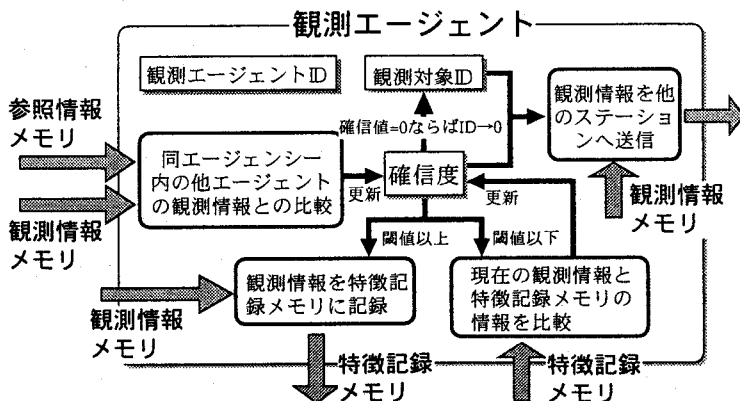 観測エージェント
観測エージェントID
観測対象ID
観測情報を他
のステーショ
ンへ送信
参照情報
メモリ
確信値=0ならばID→0
同エージェンシー
内の他エージェント
の観測情報との比較
更新
確信度
更新
観測情報
メモリ
観測情報
メモリ
閾値以上
閾値以下
観測情報を特徴記
録メモリに記録
現在の観測情報と
特徴記録メモリの
情報を比較
観測情報
メモリ
特徴記録
メモリ
特徴記録
メモリ